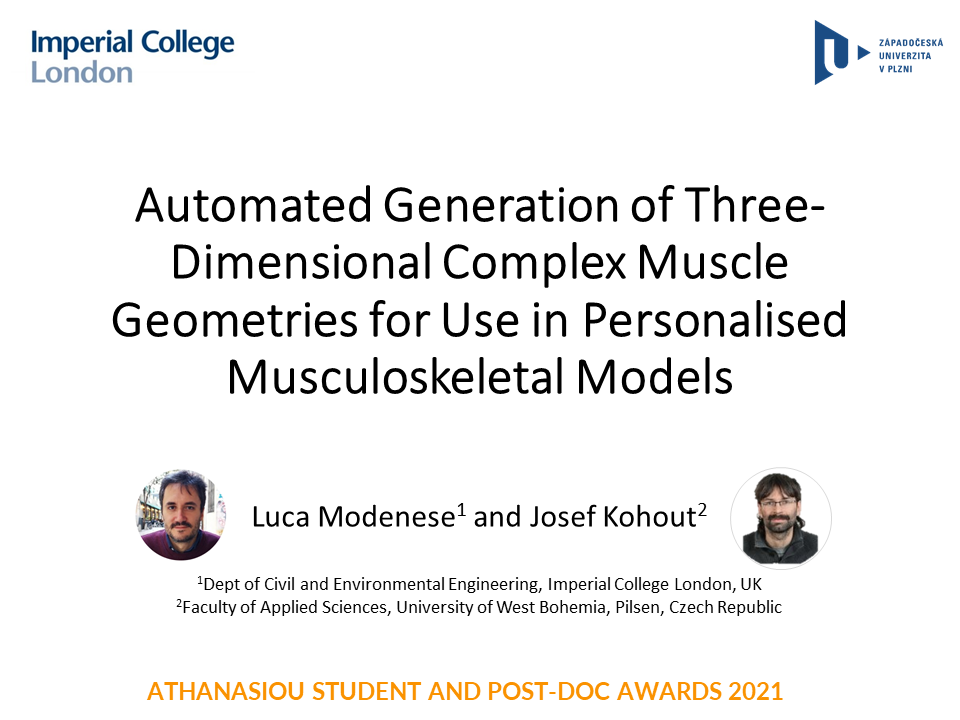 Imperial College
London
ZÁPADOČESKÁ
UNIVERZITA
V PLZNI
Automated Generation of Three-
Dimensional Complex Muscle
Geometries for Use in Personalised
Musculoskeletal Models
Luca Modenese¹ and Josef Kohout²
¹Dept of Civil and Environmental Engineering, Imperial College London, UK
²Faculty of Applied Sciences, University of West Bohemia, Pilsen, Czech Republic
ATHANASIOU STUDENT AND POST-DOC AWARDS 2021